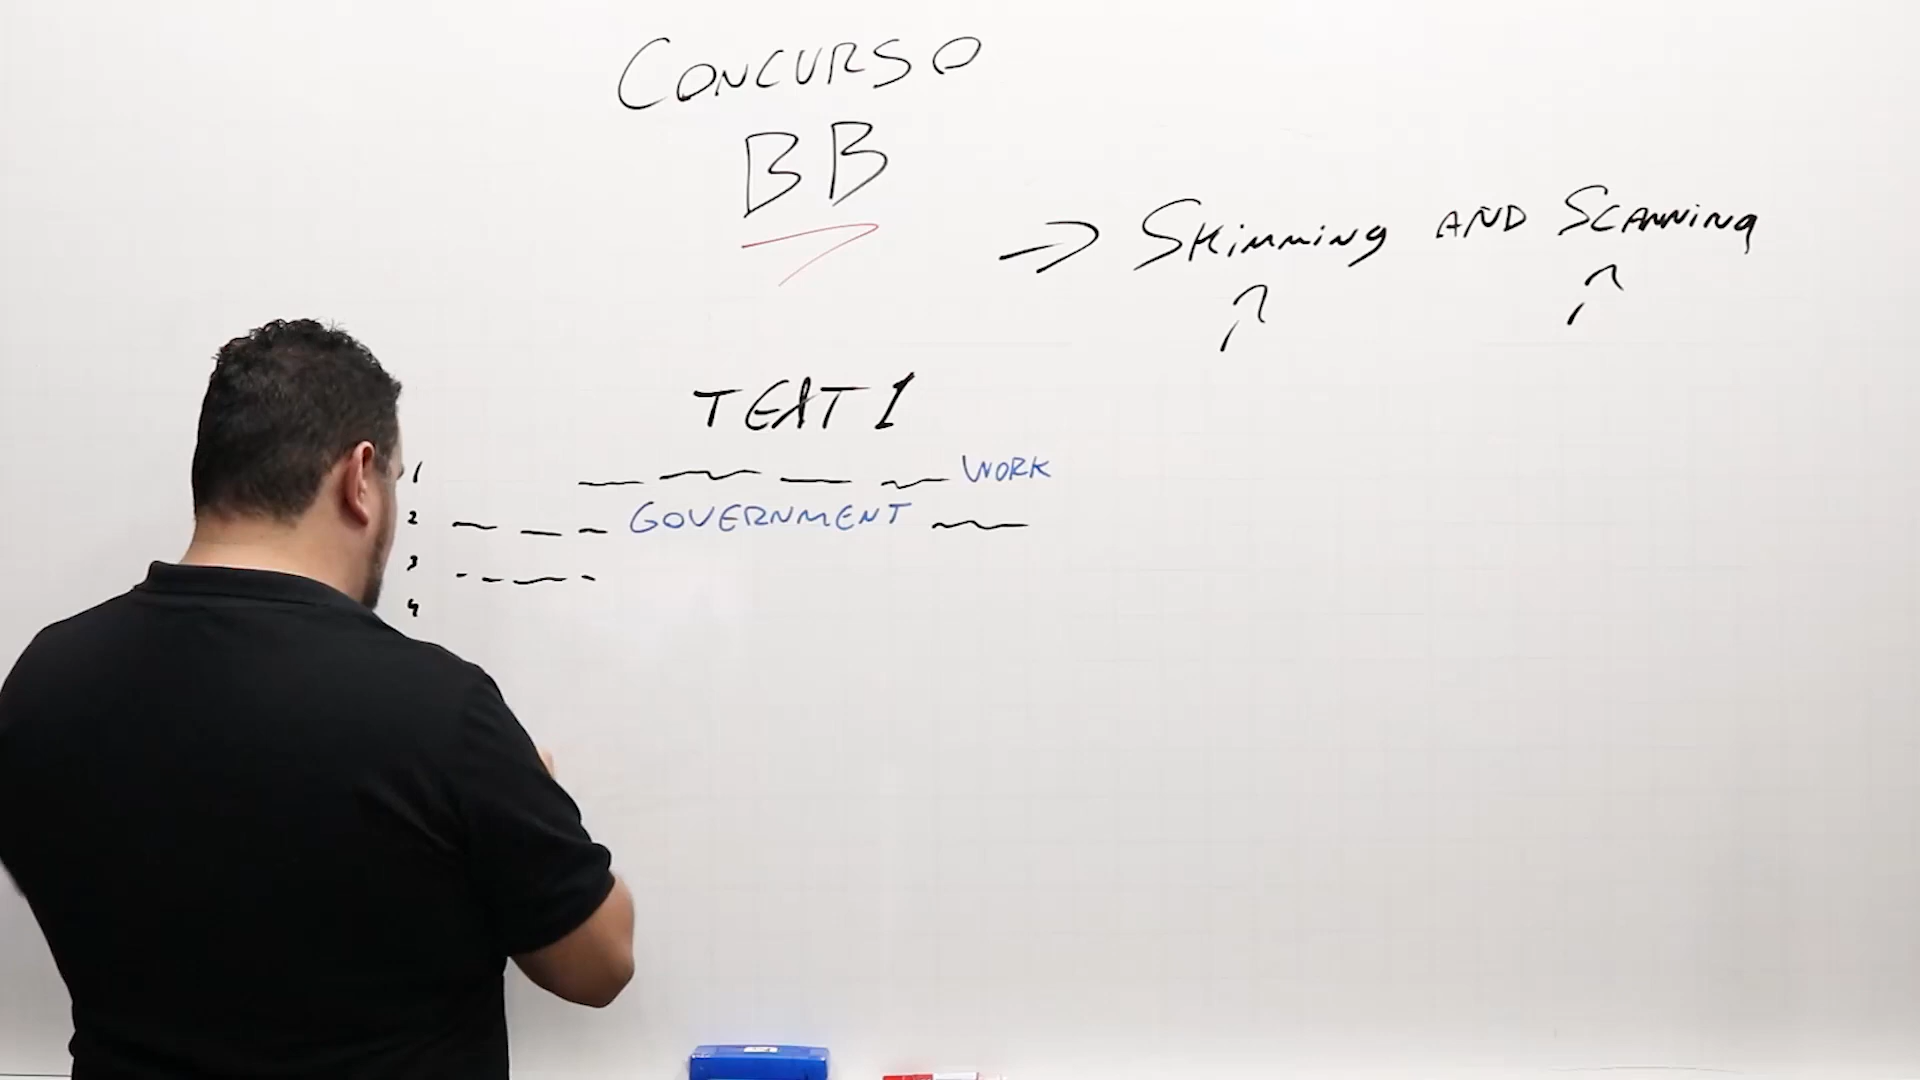 CONCURSO
BB
→ SKimming AND SCANNING
TEXT 1
1 WORK
2 GOVERNMENT
3
4